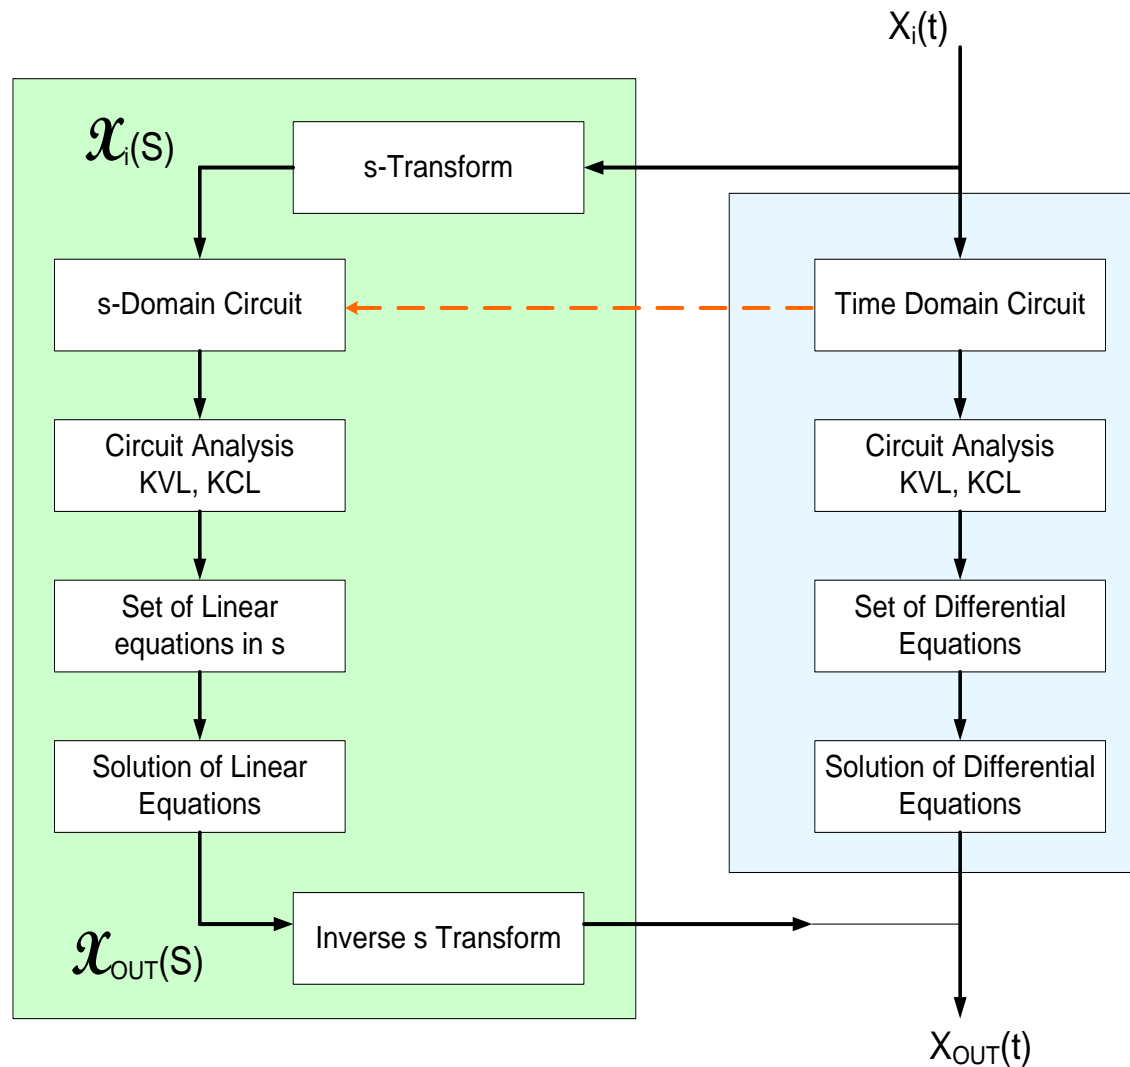 Xi(t)
𝒳i(S)
s-Transform
s-Domain Circuit
Time Domain Circuit
Circuit Analysis
KVL, KCL
Circuit Analysis
KVL, KCL
Set of Linear
equations in s
Set of Differential
Equations
Solution of Linear
Equations
Solution of Differential
Equations
Inverse s Transform
𝒳OUT(S)
XOUT(t)